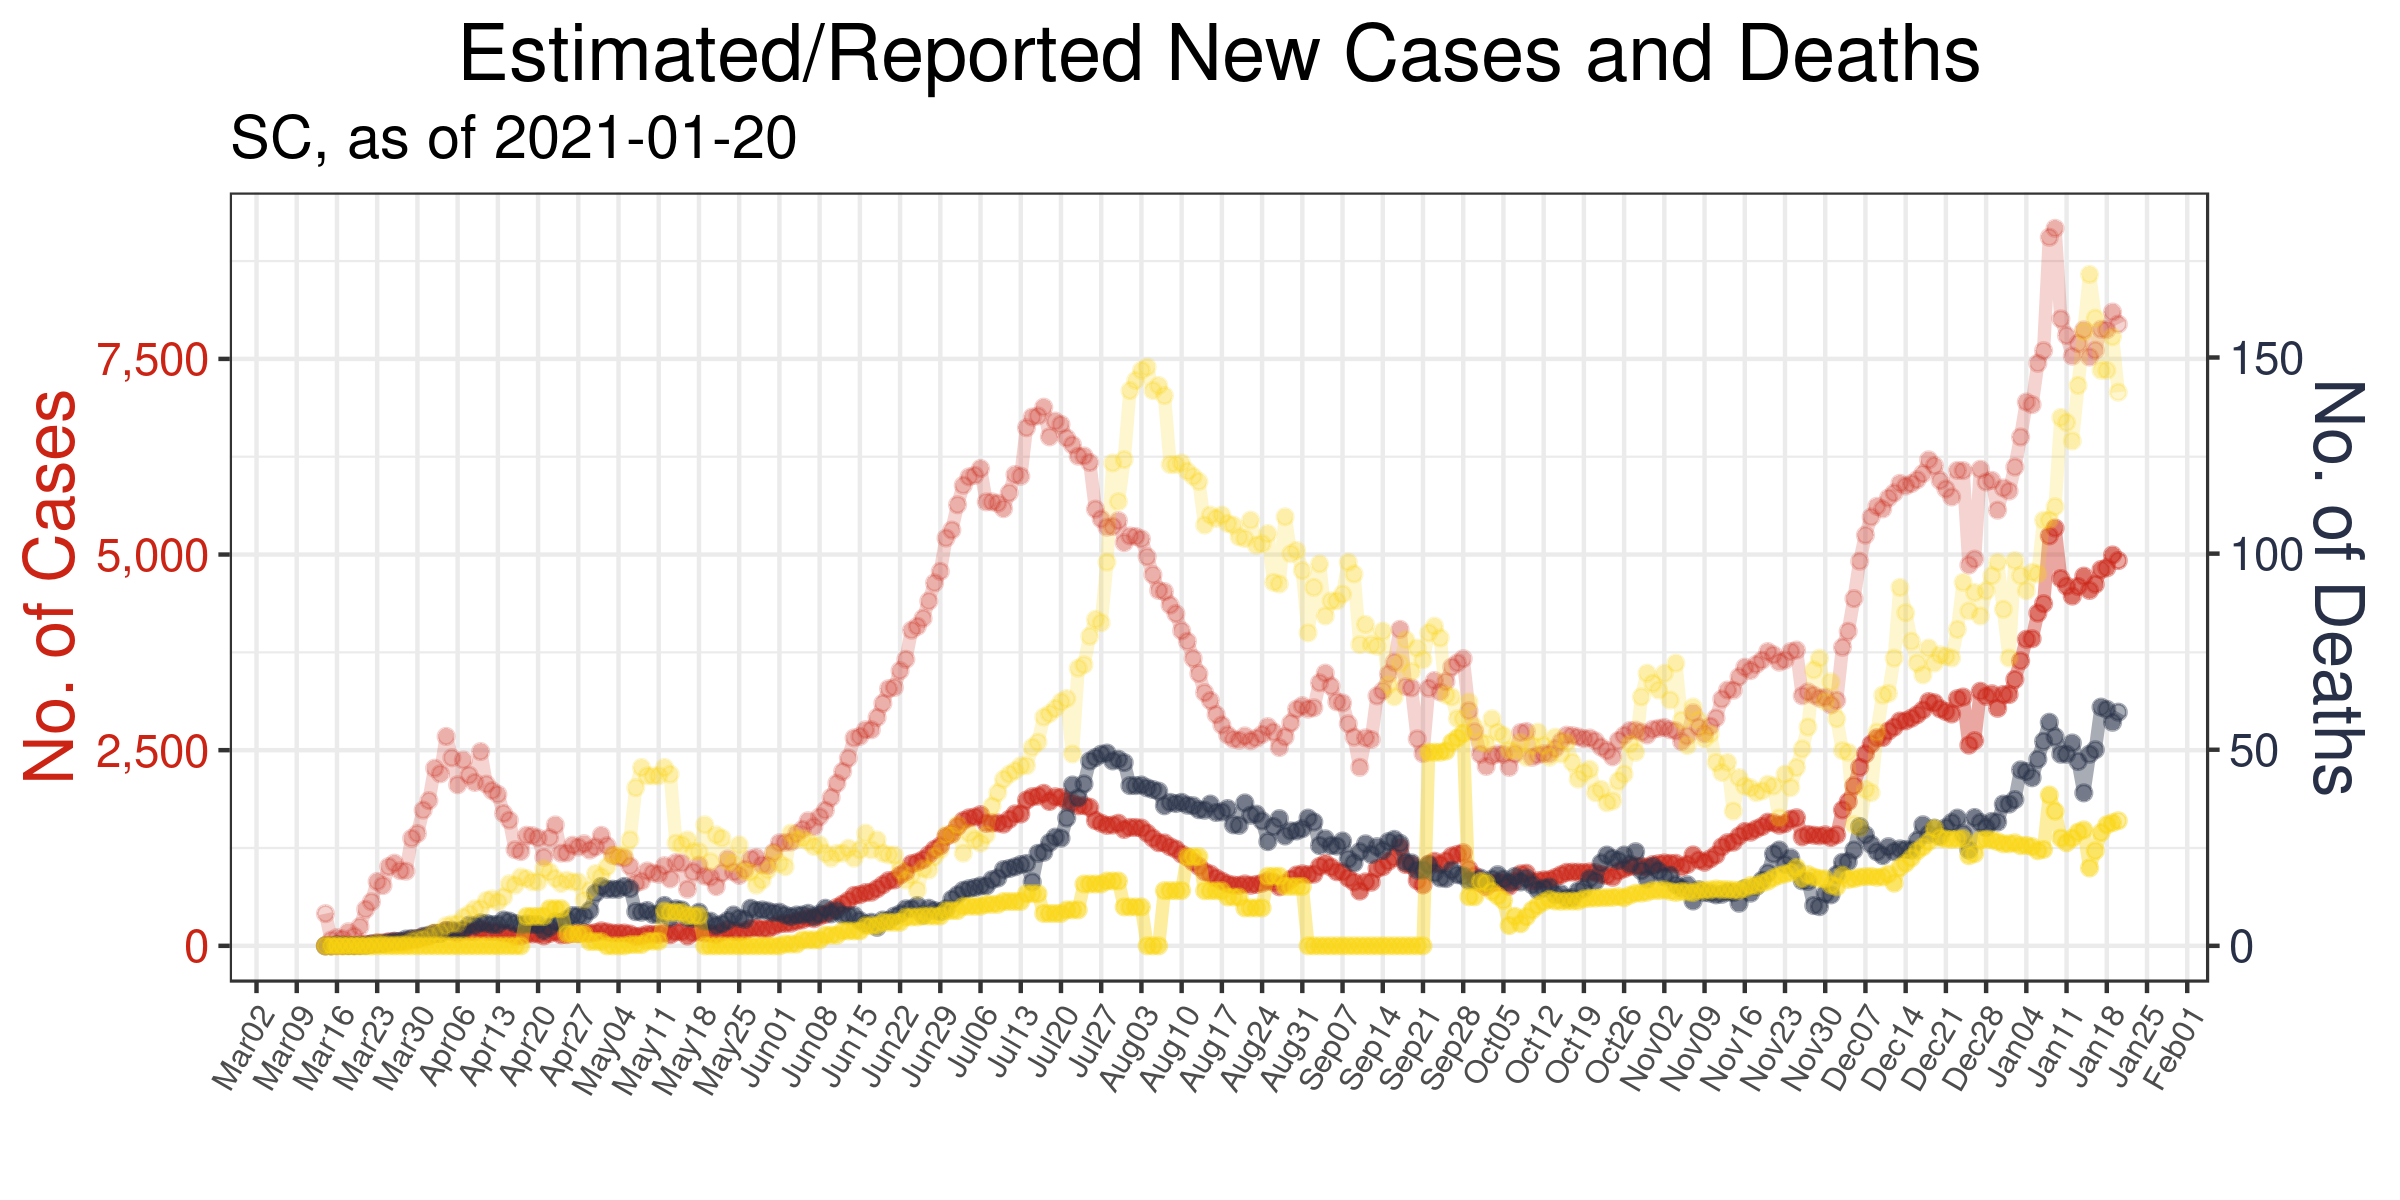 Estimated/Reported New Cases and Deaths
SC, as of 2021-01-20
No. of Cases
7,500
5,000
2,500
0
150
100
50
0
No. of Deaths
Mar02
Mar09
Mar16
Mar23
Mar30
Apr06
Apr13
Apr20
Apr27
May04
May11
May18
May25
Jun01
Jun08
Jun15
Jun22
Jun29
Jul06
Jul13
Jul20
Jul27
Aug03
Aug10
Aug17
Aug24
Aug31
Sep07
Sep14
Sep21
Sep28
Oct05
Oct12
Oct19
Oct26
Nov02
Nov09
Nov16
Nov23
Nov30
Dec07
Dec14
Dec21
Dec28
Jan04
Jan11
Jan18
Jan25
Feb01